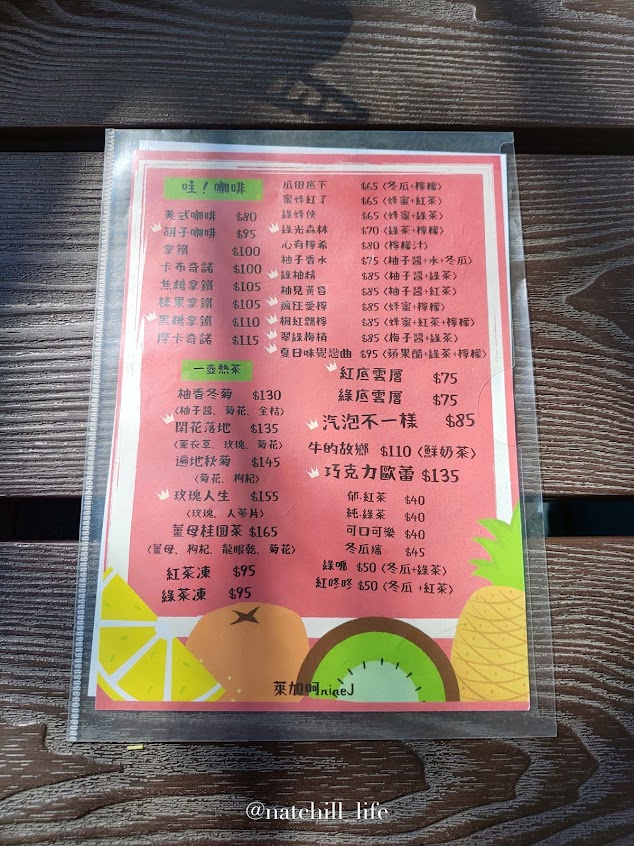 哇！咖啡
美式咖啡 $80
胡子咖啡 $95
拿鐵 $100
卡布奇諾 $100
焦糖拿鐵 $105
榛果拿鐵 $105
黑糖拿鐵 $110
摩卡奇諾 $115
一壺熱茶
柚香冬菊 $130
〈柚子醬、菊花、金桔〉
閉花落地 $135
〈薰衣草、玫瑰、菊花〉
遍地秋菊 $145
〈菊花、枸杞〉
玫瑰人生 $155
〈玫瑰、人蔘片〉
薑母桂圓茶 $165
〈薑母、枸杞、龍眼乾、菊花〉
紅茶凍 $95
綠茶凍 $95
瓜田底下 $65〈冬瓜+檸檬〉
蜜蜂紅了 $65〈蜂蜜+紅茶〉
綠蜂俠 $65〈蜂蜜+綠茶〉
綠光森林 $70〈綠茶+檸檬〉
心有檸希 $80〈檸檬汁〉
柚子香水 $75〈柚子醬+水+冬瓜〉
綠柚精 $85〈柚子醬+綠茶〉
柚見黃昏 $85〈柚子醬+紅茶〉
瘋狂愛檸 $85〈蜂蜜+檸檬〉
楓紅飄檸 $85〈蜂蜜+紅茶+檸檬〉
翠綠梅楨 $85〈梅子醬+綠茶〉
夏日味覺戀曲 $95〈蘋果醋+綠茶+檸檬〉
紅底雲層 $75
綠底雲層 $75
汽泡不一樣 $85
牛的故鄉 $110〈鮮奶茶〉
巧克力歐蕾 $135
郁·紅茶 $40
純·綠茶 $40
可口可樂 $40
冬瓜 $45
綠 $50〈冬瓜+綠茶〉
紅咚咚 $50〈冬瓜+紅茶〉
萊加呵nineJ
@natchill_life